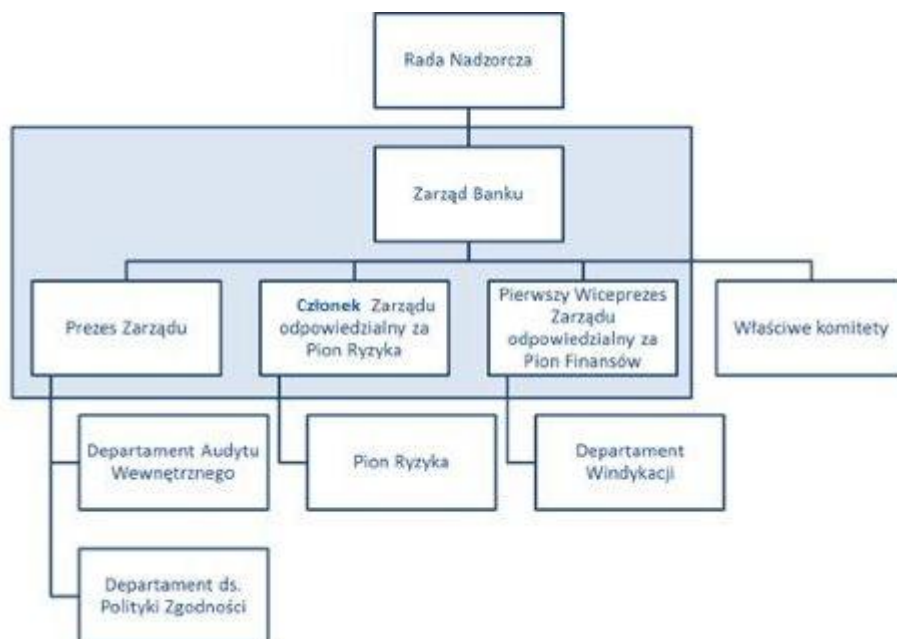 Rada Nadzorcza
Zarząd Banku
Prezes Zarządu
Członek Zarządu
odpowiedzialny za
Pion Ryzyka
Pierwszy Wiceprezes
Zarządu
odpowiedzialny za
Pion Finansów
Właściwe komitety
Departament Audytu
Wewnętrznego
Pion Ryzyka
Departament
Windykacji
Departament ds.
Polityki Zgodności